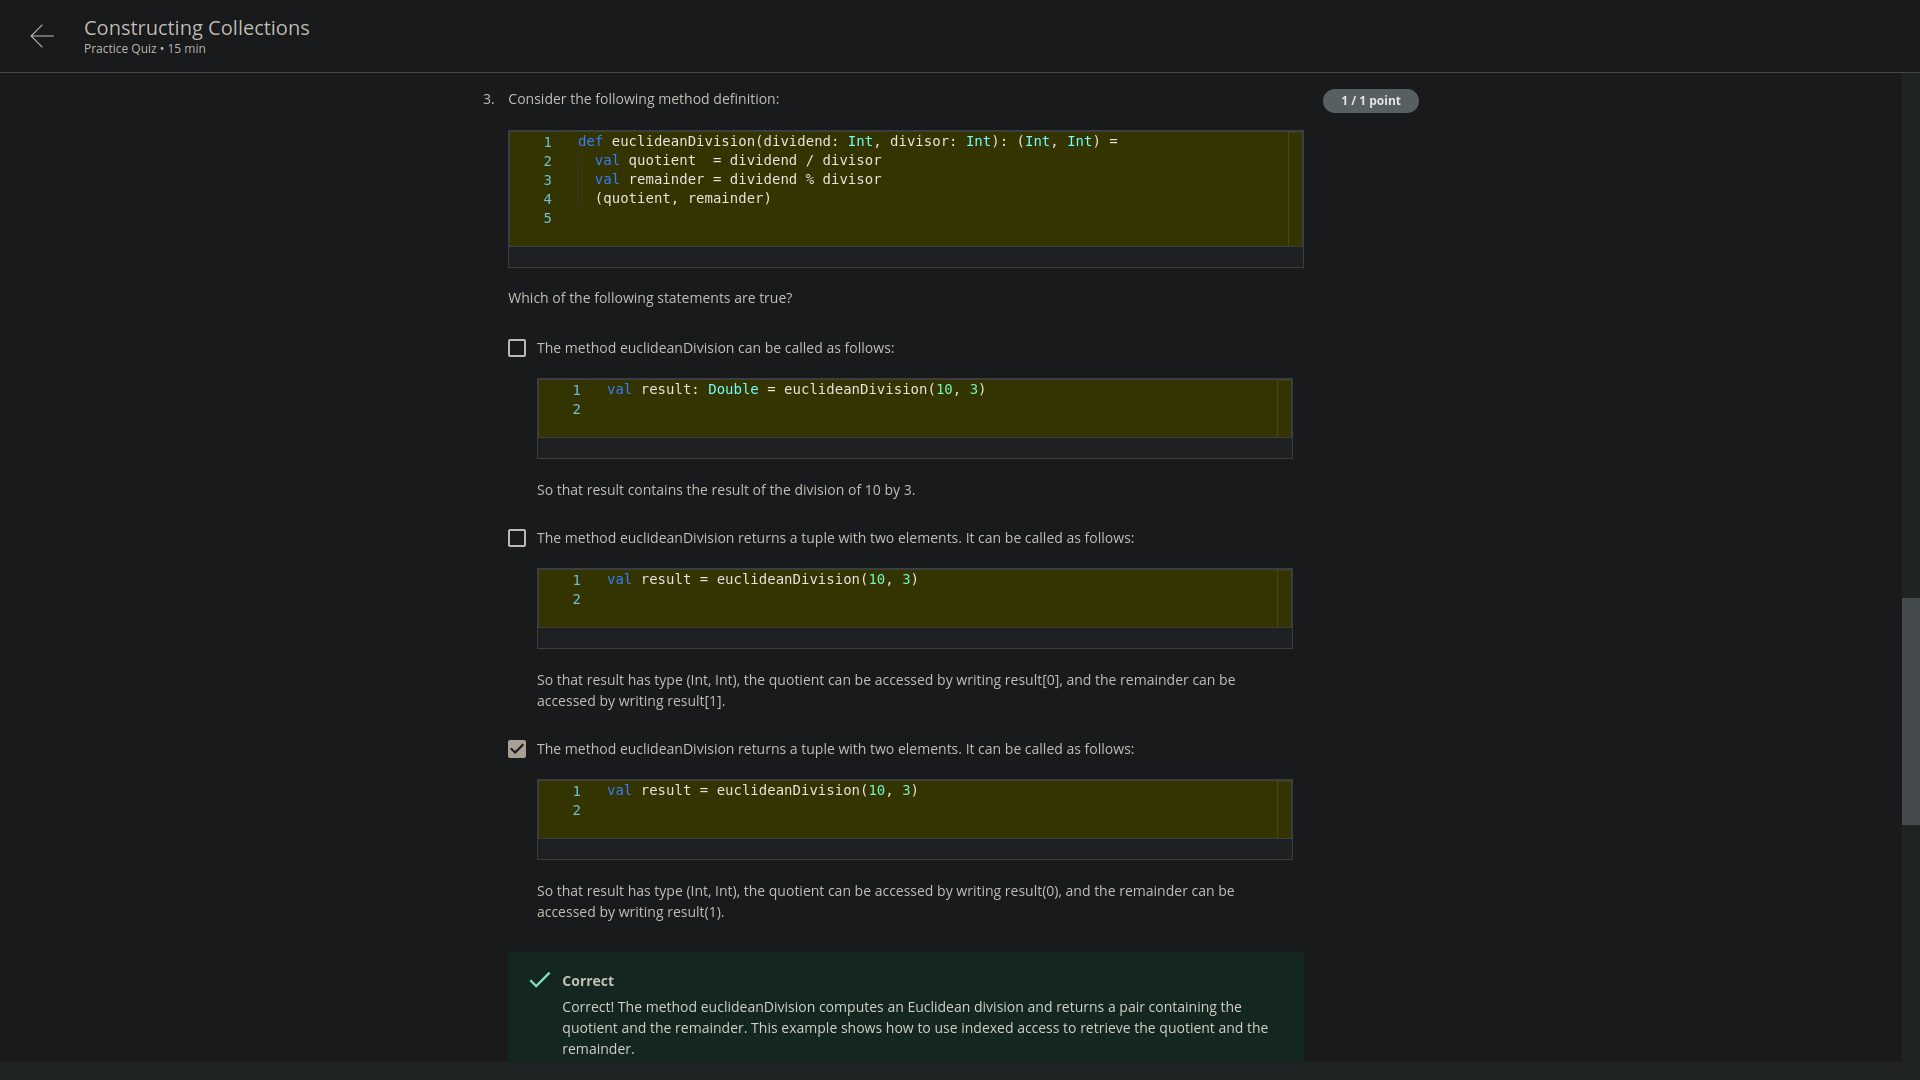 Constructing Collections
Practice Quiz • 15 min
3. Consider the following method definition:
1 / 1 point
1 def euclideanDivision(dividend: Int, divisor: Int): (Int, Int) =
2 val quotient  = dividend / divisor
3 val remainder = dividend % divisor
4 (quotient, remainder)
5
Which of the following statements are true?
The method euclideanDivision can be called as follows:
1 val result: Double = euclideanDivision(10, 3)
2
So that result contains the result of the division of 10 by 3.
The method euclideanDivision returns a tuple with two elements. It can be called as follows:
1 val result = euclideanDivision(10, 3)
2
So that result has type (Int, Int), the quotient can be accessed by writing result[0], and the remainder can be
accessed by writing result[1].
The method euclideanDivision returns a tuple with two elements. It can be called as follows:
1 val result = euclideanDivision(10, 3)
2
So that result has type (Int, Int), the quotient can be accessed by writing result(0), and the remainder can be
accessed by writing result(1).
Correct
Correct! The method euclideanDivision computes an Euclidean division and returns a pair containing the
quotient and the remainder. This example shows how to use indexed access to retrieve the quotient and the
remainder.